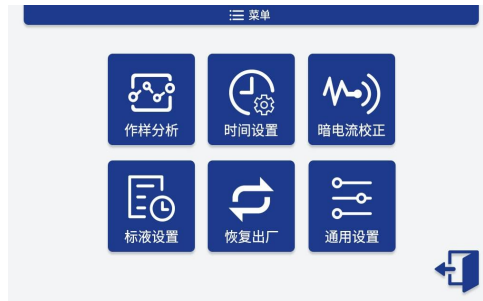 菜单
作样分析
时间设置
暗电流校正
标液设置
恢复出厂
通用设置